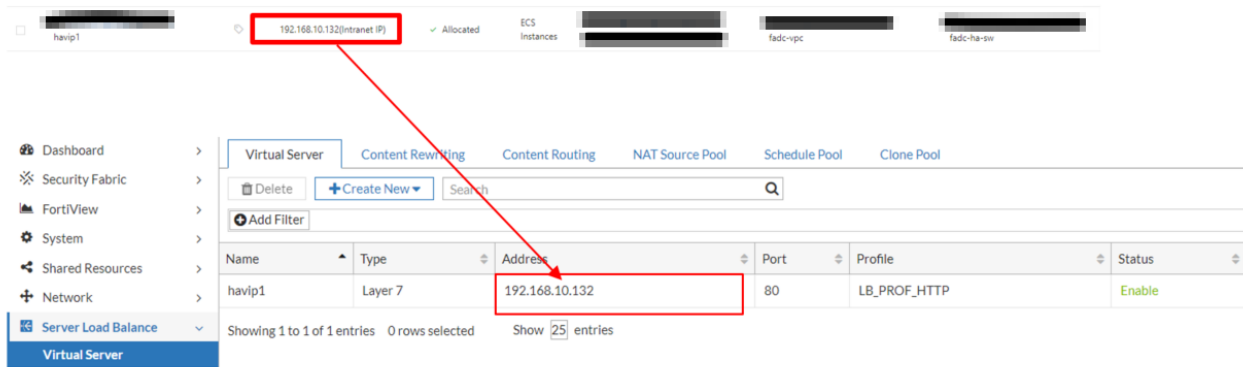 havip1
192.168.10.132(Intranet IP)
Allocated
ECS
Instances
fadc-vpc
fadc-ha-sw
Dashboard
Security Fabric
FortiView
System
Shared Resources
Network
Server Load Balance
Virtual Server
Virtual Server Content Rewriting Content Routing NAT Source Pool Schedule Pool Clone Pool
Delete Create New Search
Add Filter
Name Type Address Port Profile Status
havip1 Layer 7 192.168.10.132 80 LB_PROF_HTTP Enable
Showing 1 to 1 of 1 entries 0 rows selected Show 25 entries